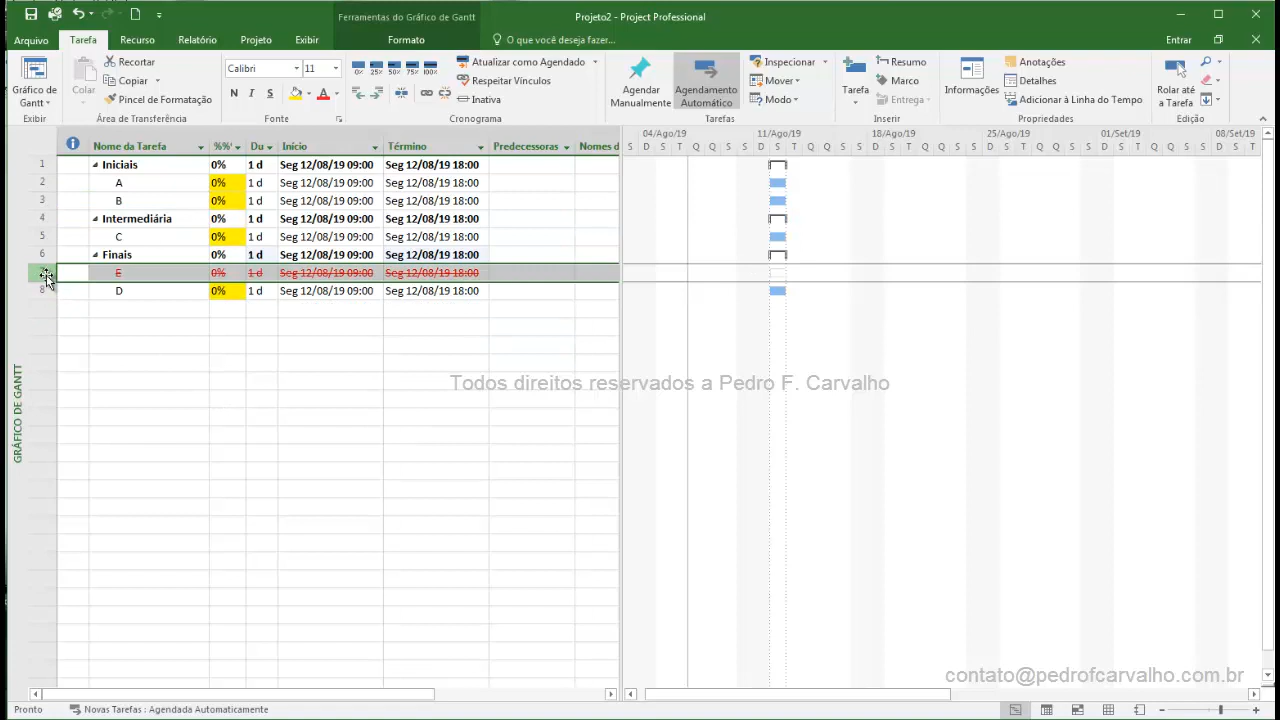 Ferramentas do Gráfico de Gantt
Projeto2 - Project Professional
Arquivo Tarefa Recurso Relatório Projeto Exibir Formato O que você deseja fazer... Entrar
Gráfico de Gantt
Exibir
Colar
Recortar
Copiar
Pincel de Formatação
Área de Transferência
Calibri 11
N I S A
Fonte
0% 25% 50% 75% 100%
Atualizar como Agendado
Respeitar Vínculos
Inativa
Cronograma
Agendar Manualmente
Agendamento Automático
Inspecionar
Mover
Modo
Tarefas
Tarefa
Resumo
Marco
Entrega
Inserir
Informações
Anotações
Detalhes
Adicionar à Linha do Tempo
Propriedades
Rolar até a Tarefa
Edição
04/Ago/19 11/Ago/19 18/Ago/19 25/Ago/19 01/Set/19 08/Set/19
Nome da Tarefa %%' Du Início Término Predecessoras Nomes d
S D S T Q Q S S D S T Q Q S S D S T Q Q S S D S T Q Q S S D S T Q Q S S D S T
1 Iniciais 0% 1 d Seg 12/08/19 09:00 Seg 12/08/19 18:00
2 A 0% 1 d Seg 12/08/19 09:00 Seg 12/08/19 18:00
3 B 0% 1 d Seg 12/08/19 09:00 Seg 12/08/19 18:00
4 Intermediária 0% 1 d Seg 12/08/19 09:00 Seg 12/08/19 18:00
5 C 0% 1 d Seg 12/08/19 09:00 Seg 12/08/19 18:00
6 Finais 0% 1 d Seg 12/08/19 09:00 Seg 12/08/19 18:00
E 0% 1 d Seg 12/08/19 09:00 Seg 12/08/19 18:00
8 D 0% 1 d Seg 12/08/19 09:00 Seg 12/08/19 18:00
GRÁFICO DE GANTT
Todos direitos reservados a Pedro F. Carvalho
contato@pedrofcarvalho.com.br
Pronto Novas Tarefas : Agendada Automaticamente